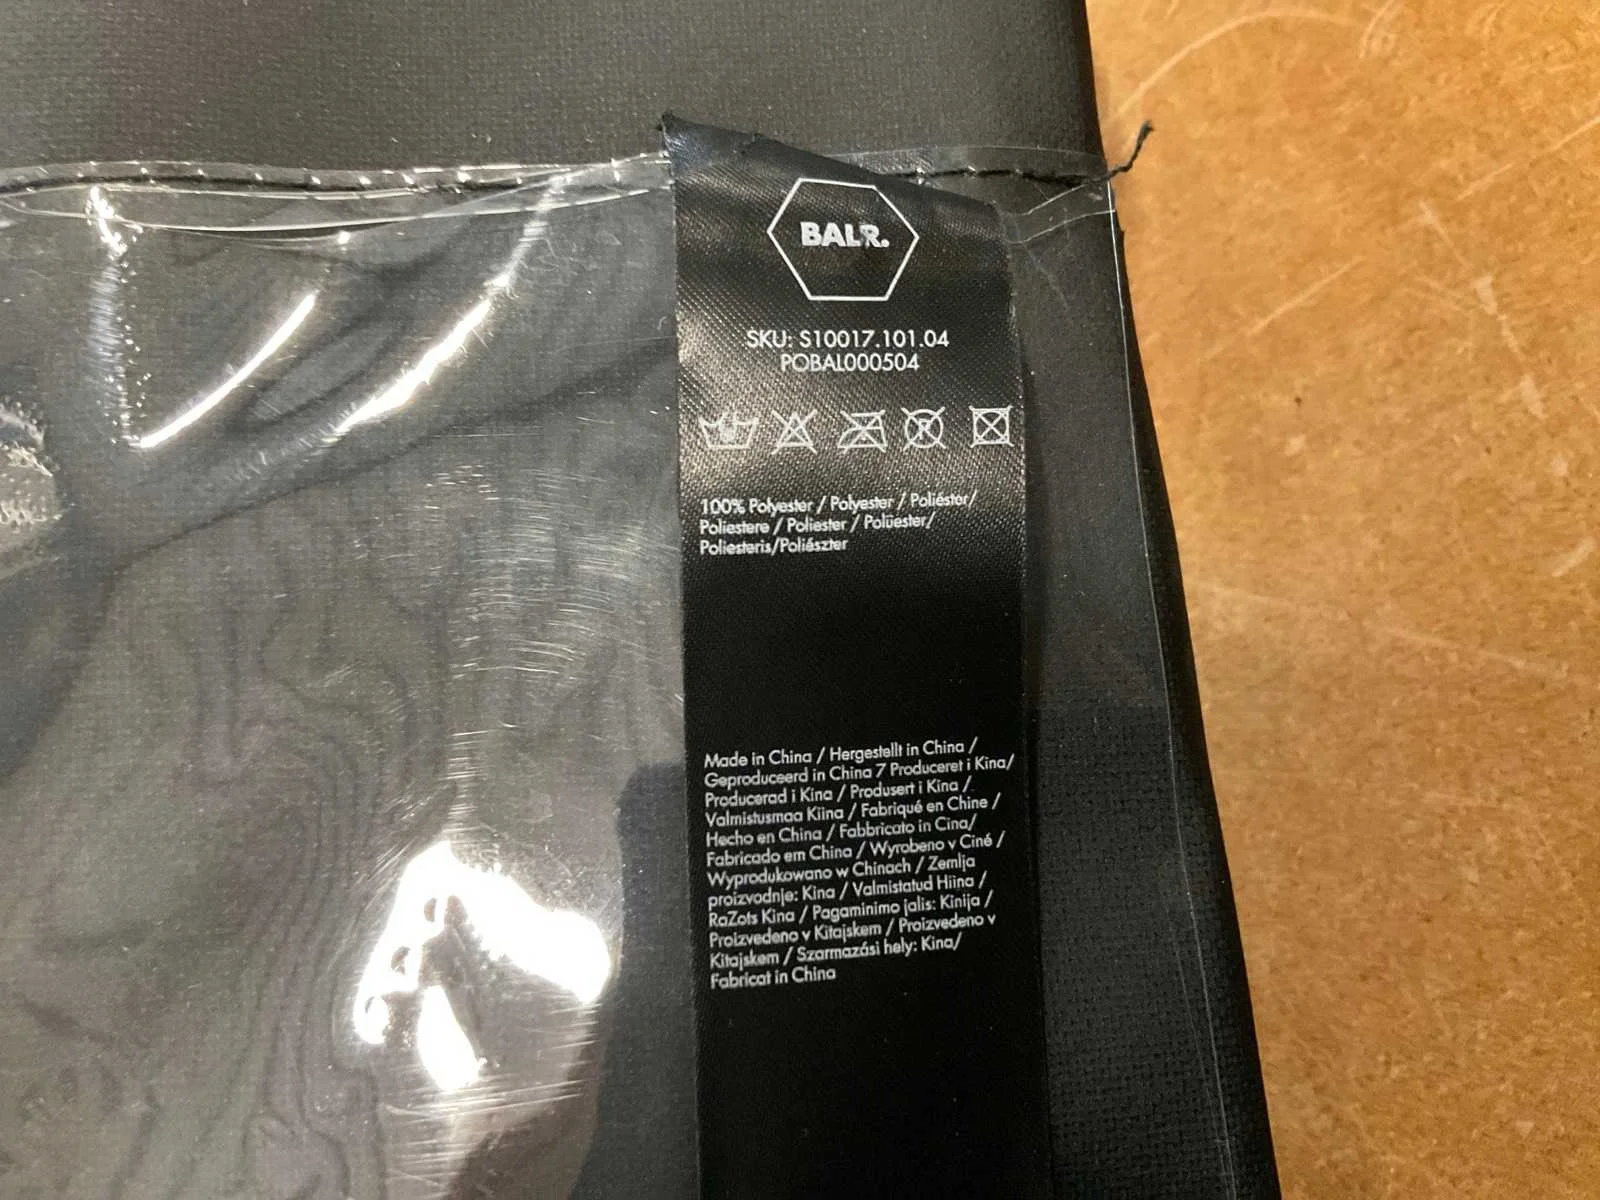 BALR.
SKU: S10017.101.04
POBAL000504
100% Polyester / Polyester / Poliéster/
Poliestere / Poliester / Poluester/
Poliesteris/Poliészter
Made in China / Hergestellt in China /
Geproduceerd in China 7 Produceret i Kina/
Producerad i Kina / Produsert i Kina /
Valmistusmaa Kiina / Fabriqué en Chine /
Hecho en China / Fabbricato in Cina/
Fabricado em China / Wyrobeno v Ciné /
Wyprodukowano w Chinach / Zemlja
proizvodnje: Kina / Valmistatud Hiina /
RaZots Kina / Pagaminimo jalis: Kinija /
Proizvedeno v Kitajskem / Proizvedeno v
Kitajskem / Szarmazási hely: Kina/
Fabricat in China